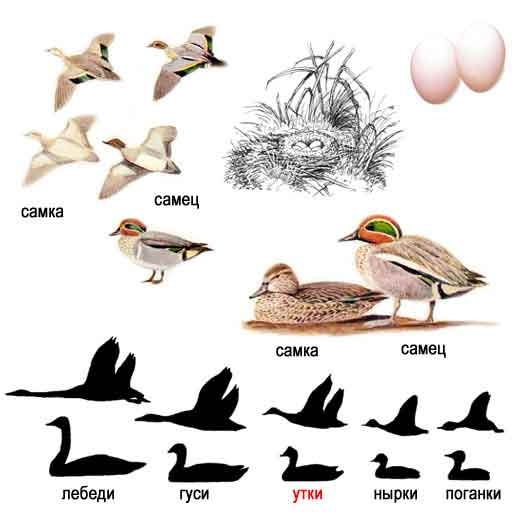 самка
самец
самка
самец
лебеди
гуси
утки
нырки
поганки